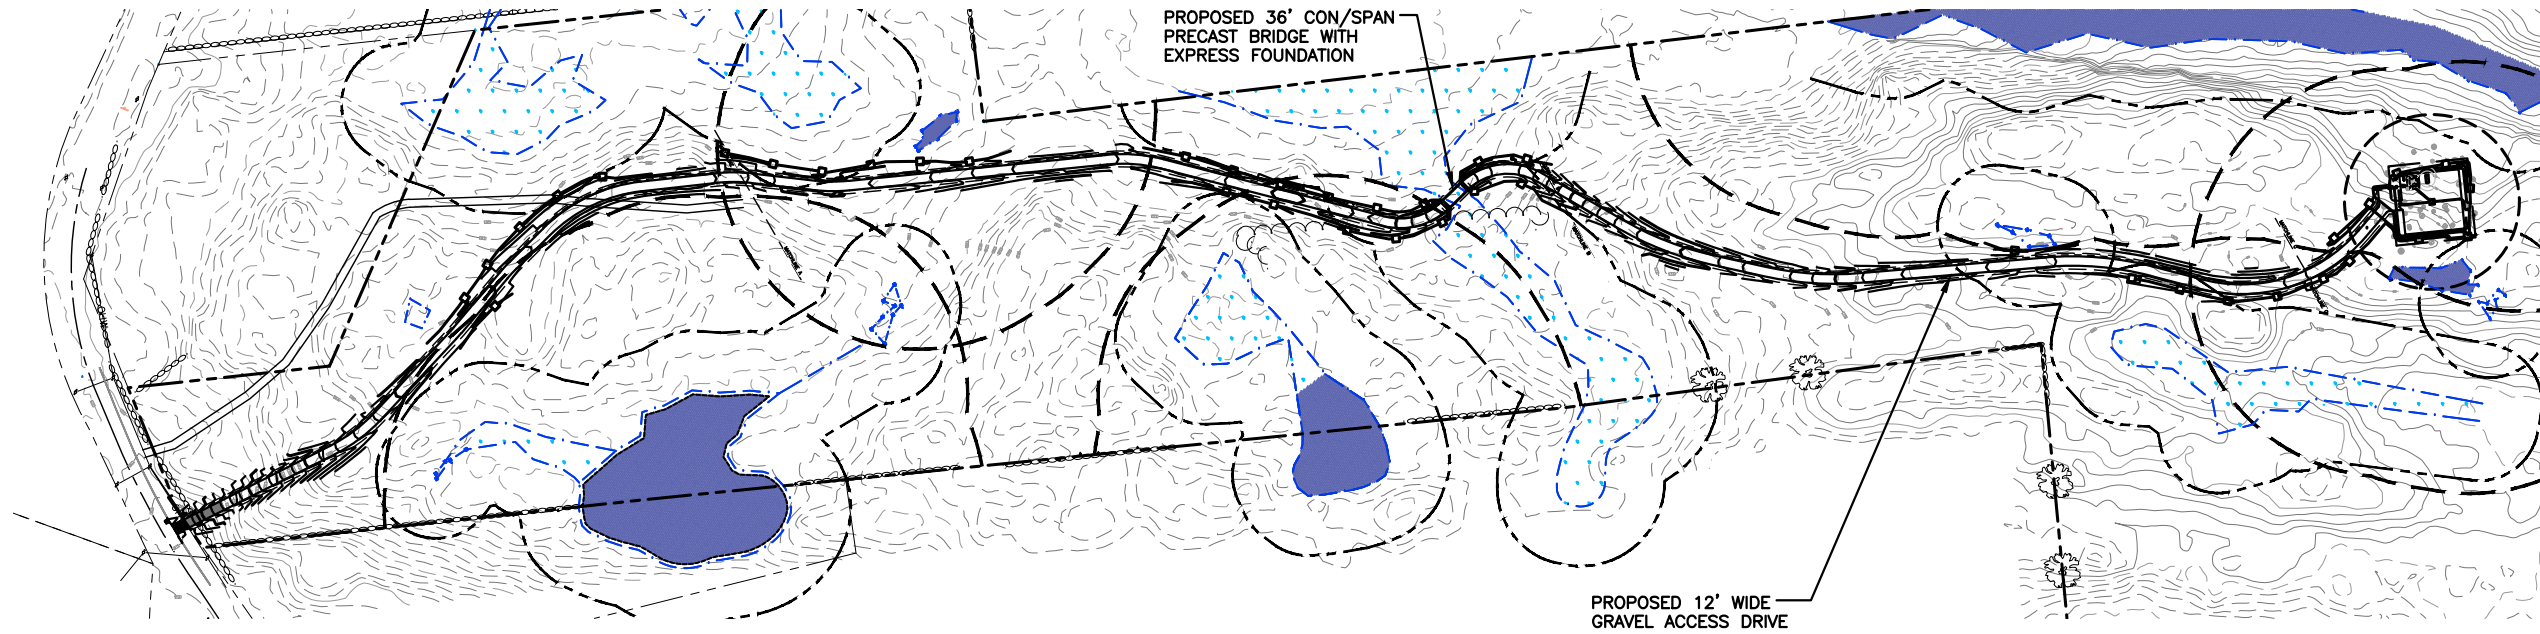 PROPOSED 36' CON/SPAN
PRECAST BRIDGE WITH
EXPRESS FOUNDATION
PROPOSED 12' WIDE
GRAVEL ACCESS DRIVE